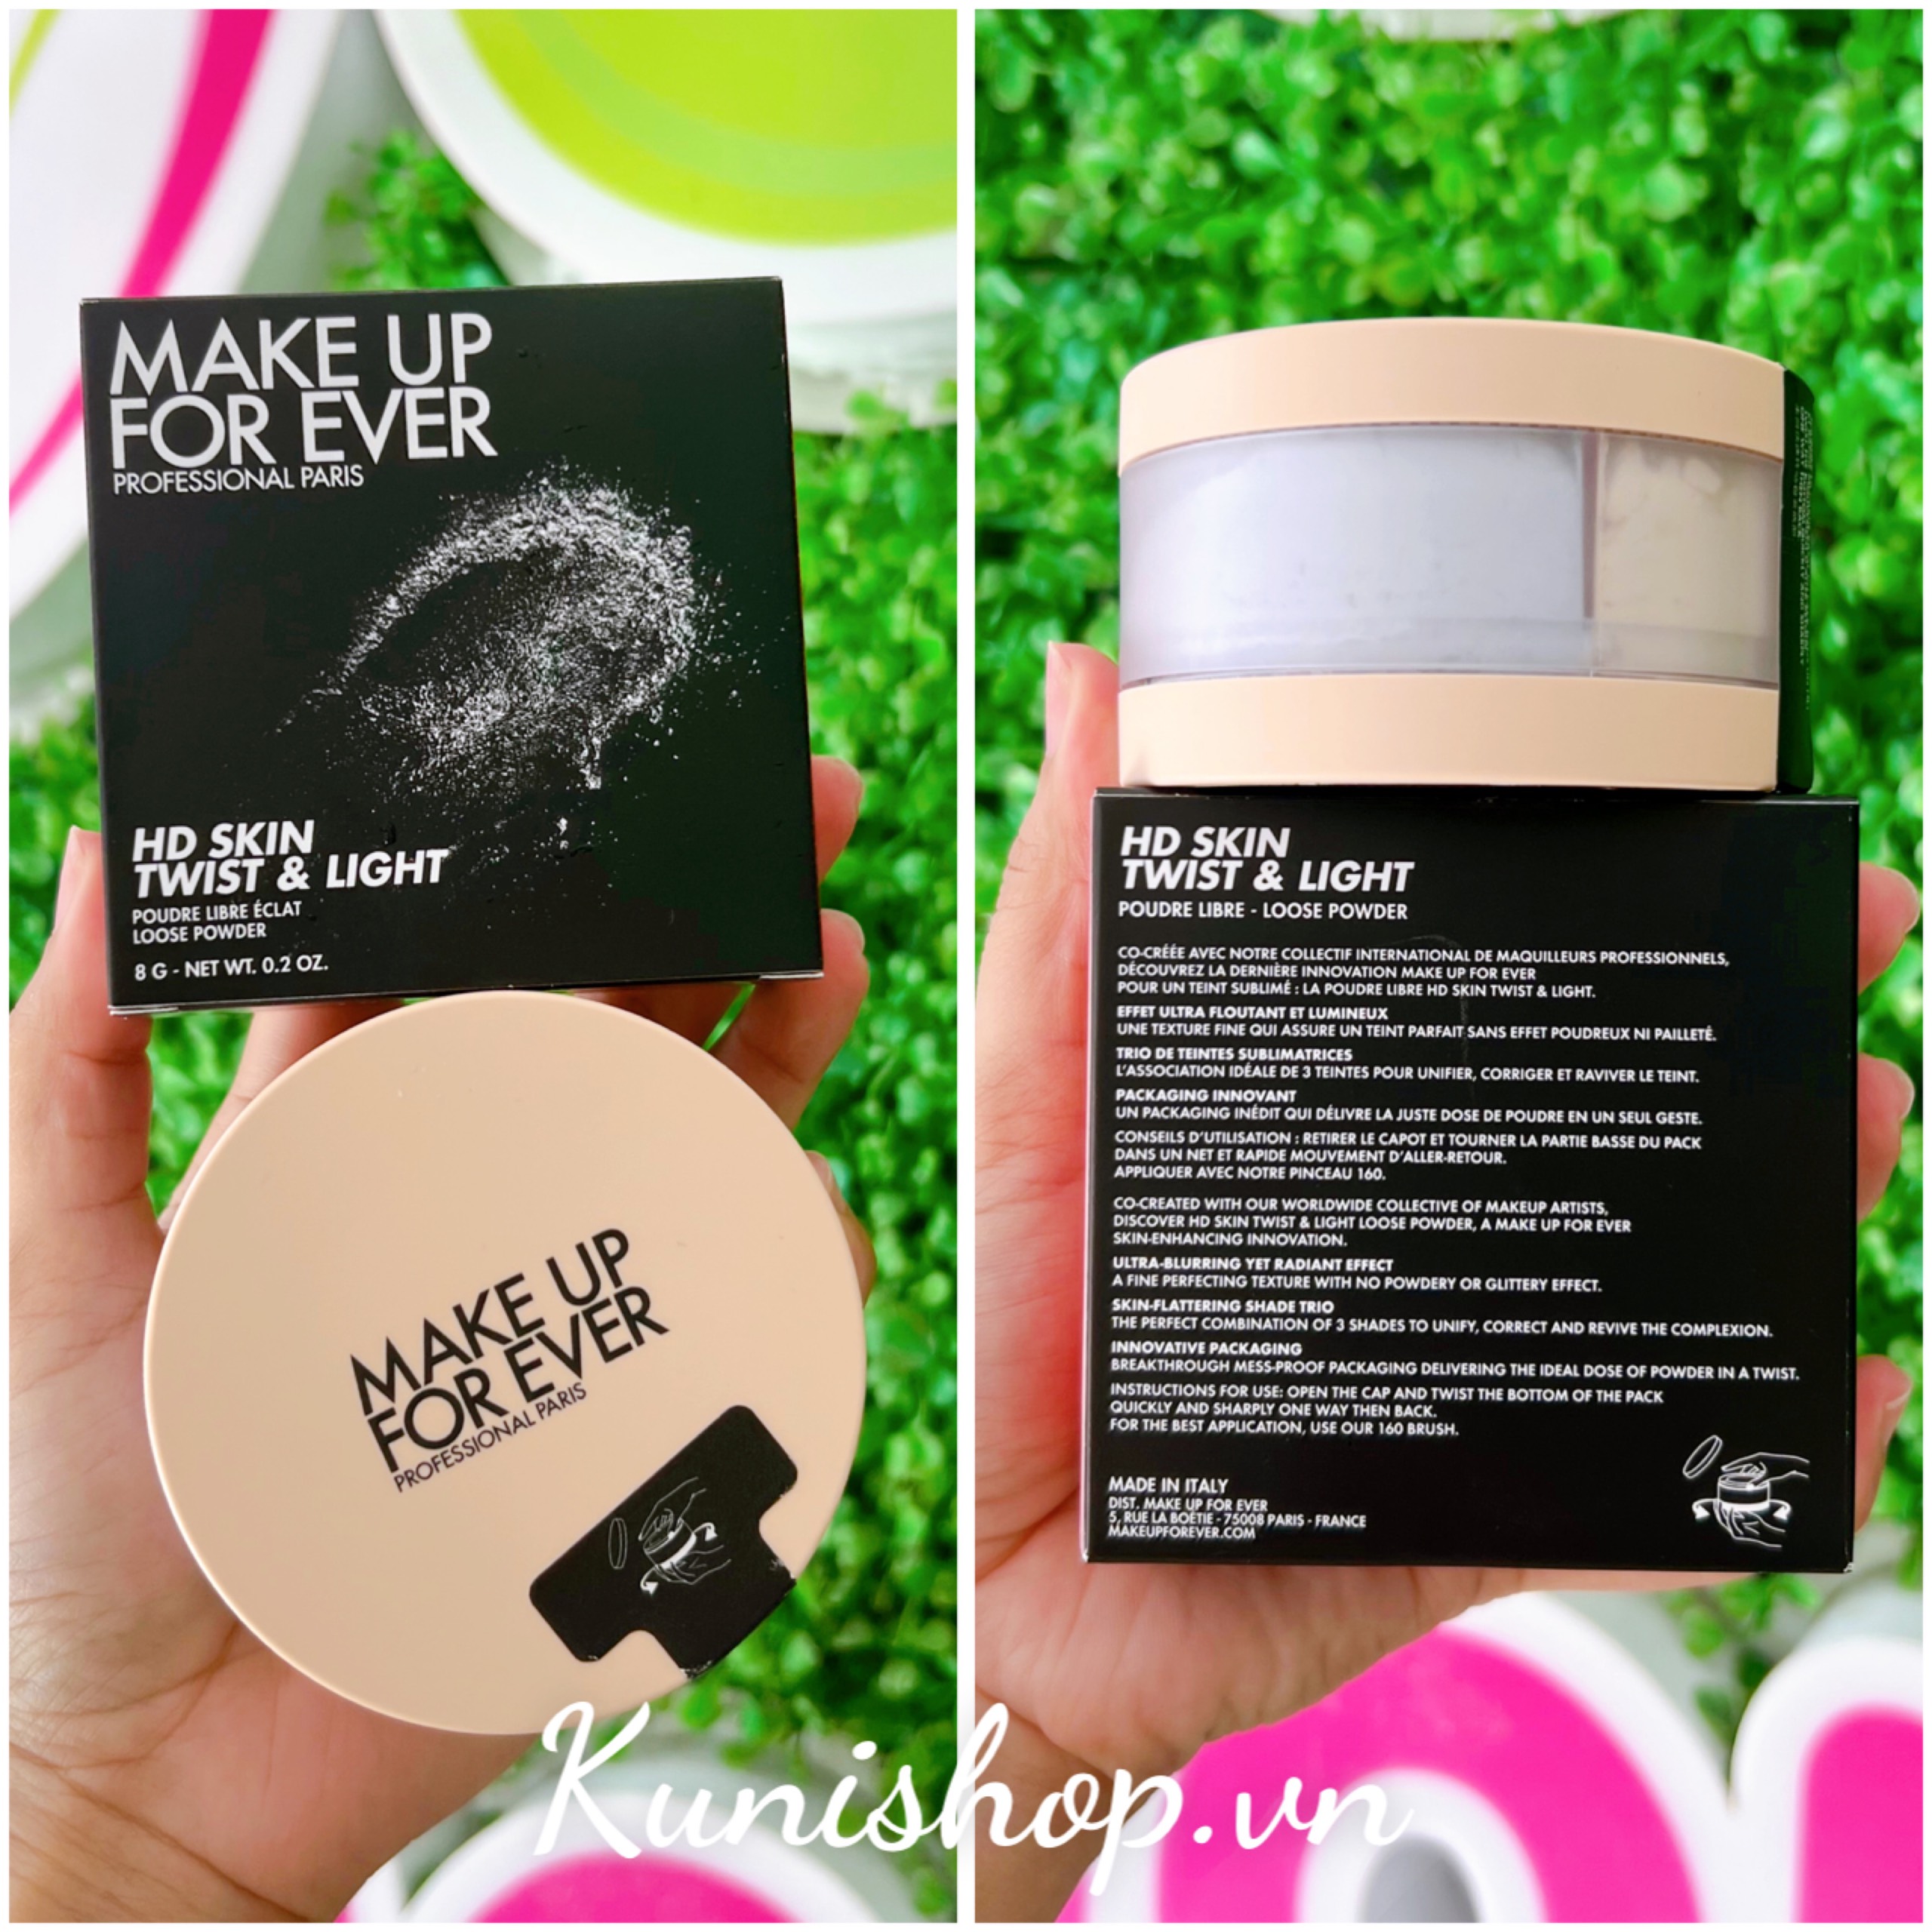 MAKE UP
FOR EVER
PROFESSIONAL PARIS
HD SKIN
TWIST & LIGHT
POUDRE LIBRE ÉCLAT
LOOSE POWDER
8 G - NET WT. 0.2 OZ.
MAKE UP
FOR EVER
PROFESSIONAL PARIS
HD SKIN
TWIST & LIGHT
POUDRE LIBRE - LOOSE POWDER
CO-CRÉÉE AVEC NOTRE COLLECTIF INTERNATIONAL DE MAQUILLEURS PROFESSIONNELS,
DÉCOUVREZ LA DERNIÈRE INNOVATION MAKE UP FOR EVER
POUR UN TEINT SUBLIMÉ : LA POUDRE LIBRE HD SKIN TWIST & LIGHT.
EFFET ULTRA FLOUTANT ET LUMINEUX
UNE TEXTURE FINE QUI ASSURE UN TEINT PARFAIT SANS EFFET POUDREUX NI PAILLETÉ.
TRIO DE TEINTES SUBLIMATRICES
L'ASSOCIATION IDÉALE DE 3 TEINTES POUR UNIFIER, CORRIGER ET RAVIVER LE TEINT.
PACKAGING INNOVANT
UN PACKAGING INÉDIT QUI DÉLIVRE LA JUSTE DOSE DE POUDRE EN UN SEUL GESTE.
CONSEILS D'UTILISATION : RETIRER LE CAPOT ET TOURNER LA PARTIE BASSE DU PACK
DANS UN NET ET RAPIDE MOUVEMENT D'ALLER-RETOUR.
APPLIQUER AVEC NOTRE PINCEAU 160.
CO-CREATED WITH OUR WORLDWIDE COLLECTIVE OF MAKEUP ARTISTS,
DISCOVER HD SKIN TWIST & LIGHT LOOSE POWDER, A MAKE UP FOR EVER
SKIN-ENHANCING INNOVATION.
ULTRA-BLURRING YET RADIANT EFFECT
A FINE PERFECTING TEXTURE WITH NO POWDERY OR GLITTERY EFFECT.
SKIN-FLATTERING SHADE TRIO
THE PERFECT COMBINATION OF 3 SHADES TO UNIFY, CORRECT AND REVIVE THE COMPLEXION.
INNOVATIVE PACKAGING
BREAKTHROUGH MESS-PROOF PACKAGING DELIVERING THE IDEAL DOSE OF POWDER IN A TWIST.
INSTRUCTIONS FOR USE: OPEN THE CAP AND TWIST THE BOTTOM OF THE PACK
QUICKLY AND SHARPLY ONE WAY THEN BACK.
FOR THE BEST APPLICATION, USE OUR 160 BRUSH.
MADE IN ITALY
DIST. MAKE UP FOR EVER
5, RUE LA BOÉTIE - 75008 PARIS - FRANCE
MAKEUPFOREVER.COM
Kunishop.vn